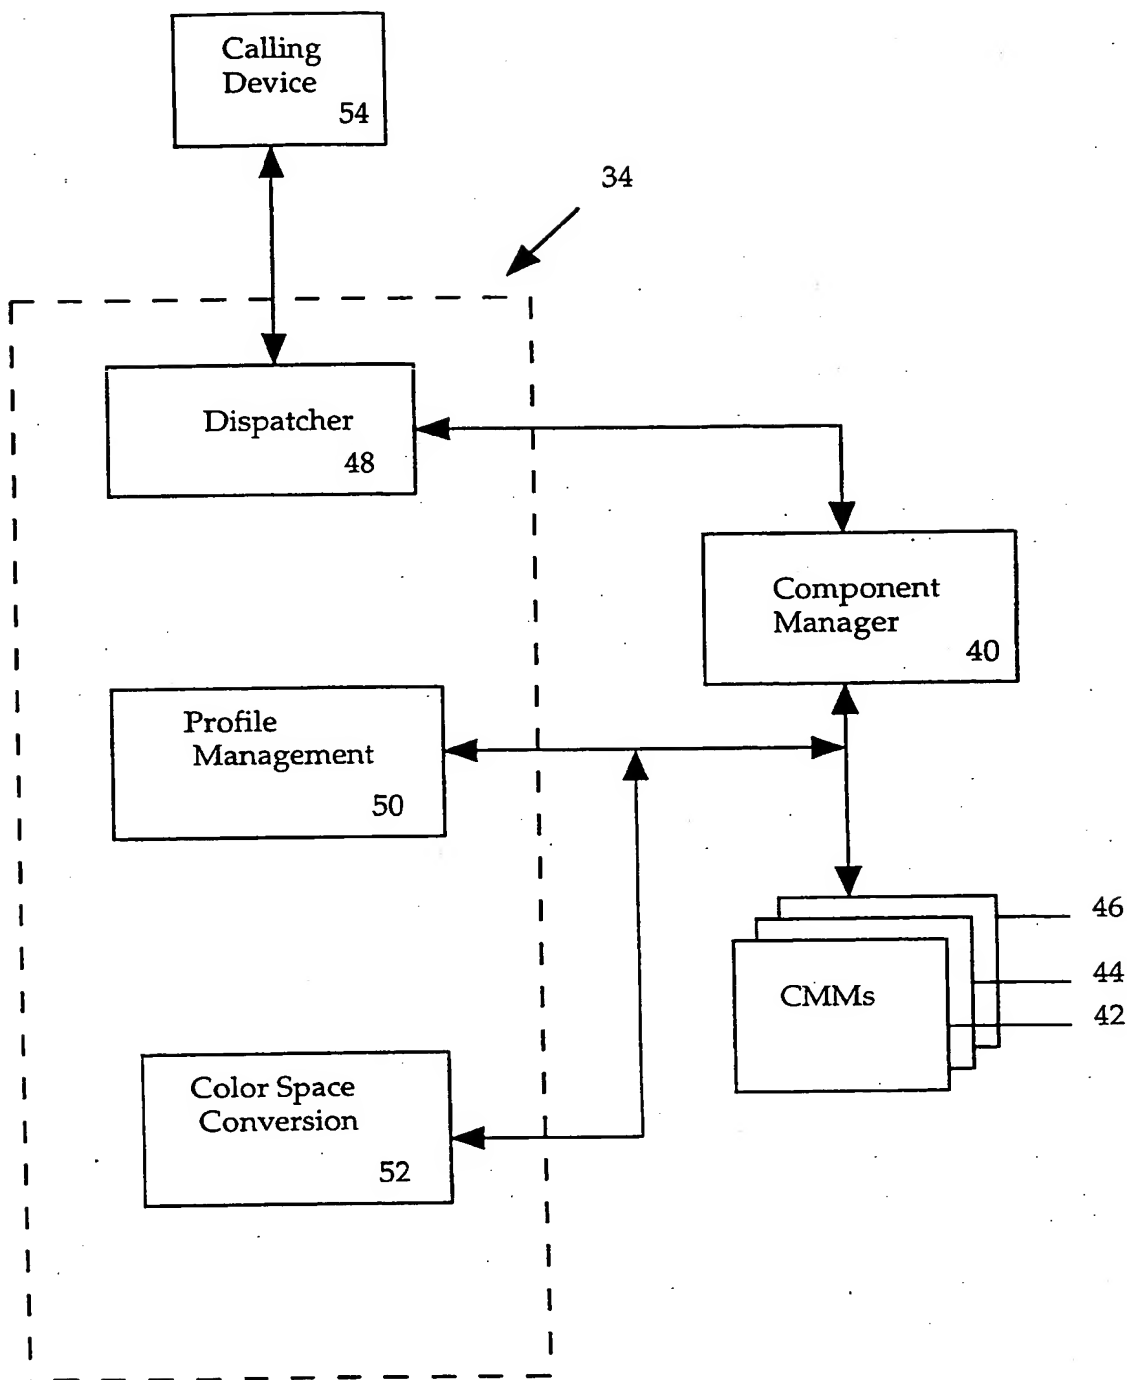 Calling
Device
54
34
Dispatcher
48
Component
Manager
40
Profile
Management
50
46
44
42
CMMs
Color Space
Conversion
52